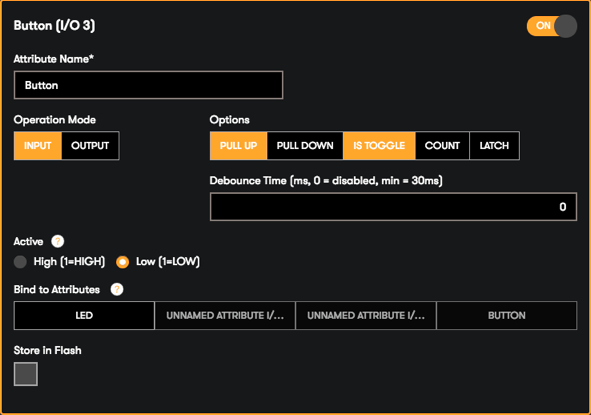 Button (I/O 3)
ON
Attribute Name*
Button
Operation Mode
Options
INPUT OUTPUT
PULL UP PULL DOWN IS TOGGLE COUNT LATCH
Debounce Time (ms, 0 = disabled, min = 30ms)
0
Active ?
High (1=HIGH) Low (1=LOW)
Bind to Attributes ?
LED UNNAMED ATTRIBUTE I/... UNNAMED ATTRIBUTE I/... BUTTON
Store in Flash